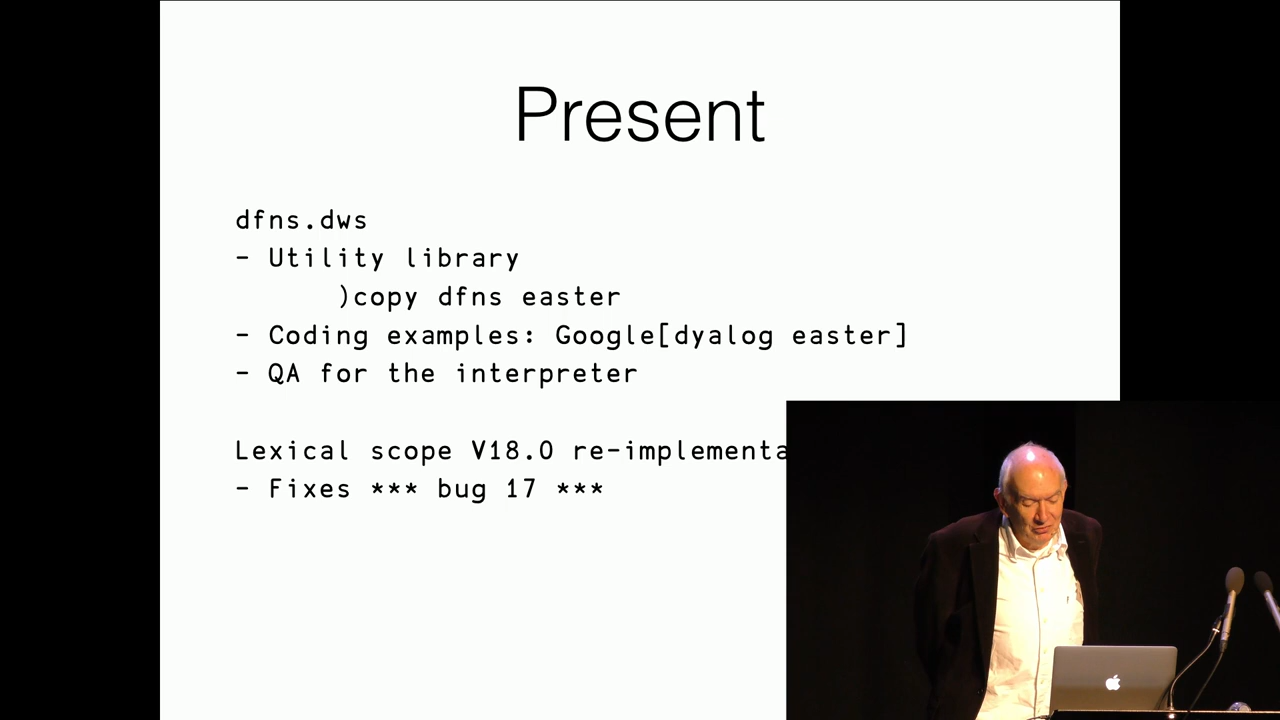 Present
dfns.dws
- Utility library
)copy dfns easter
- Coding examples: Google[dyalog easter]
- QA for the interpreter
Lexical scope V18.0 re-implementa
- Fixes *** bug 17 ***